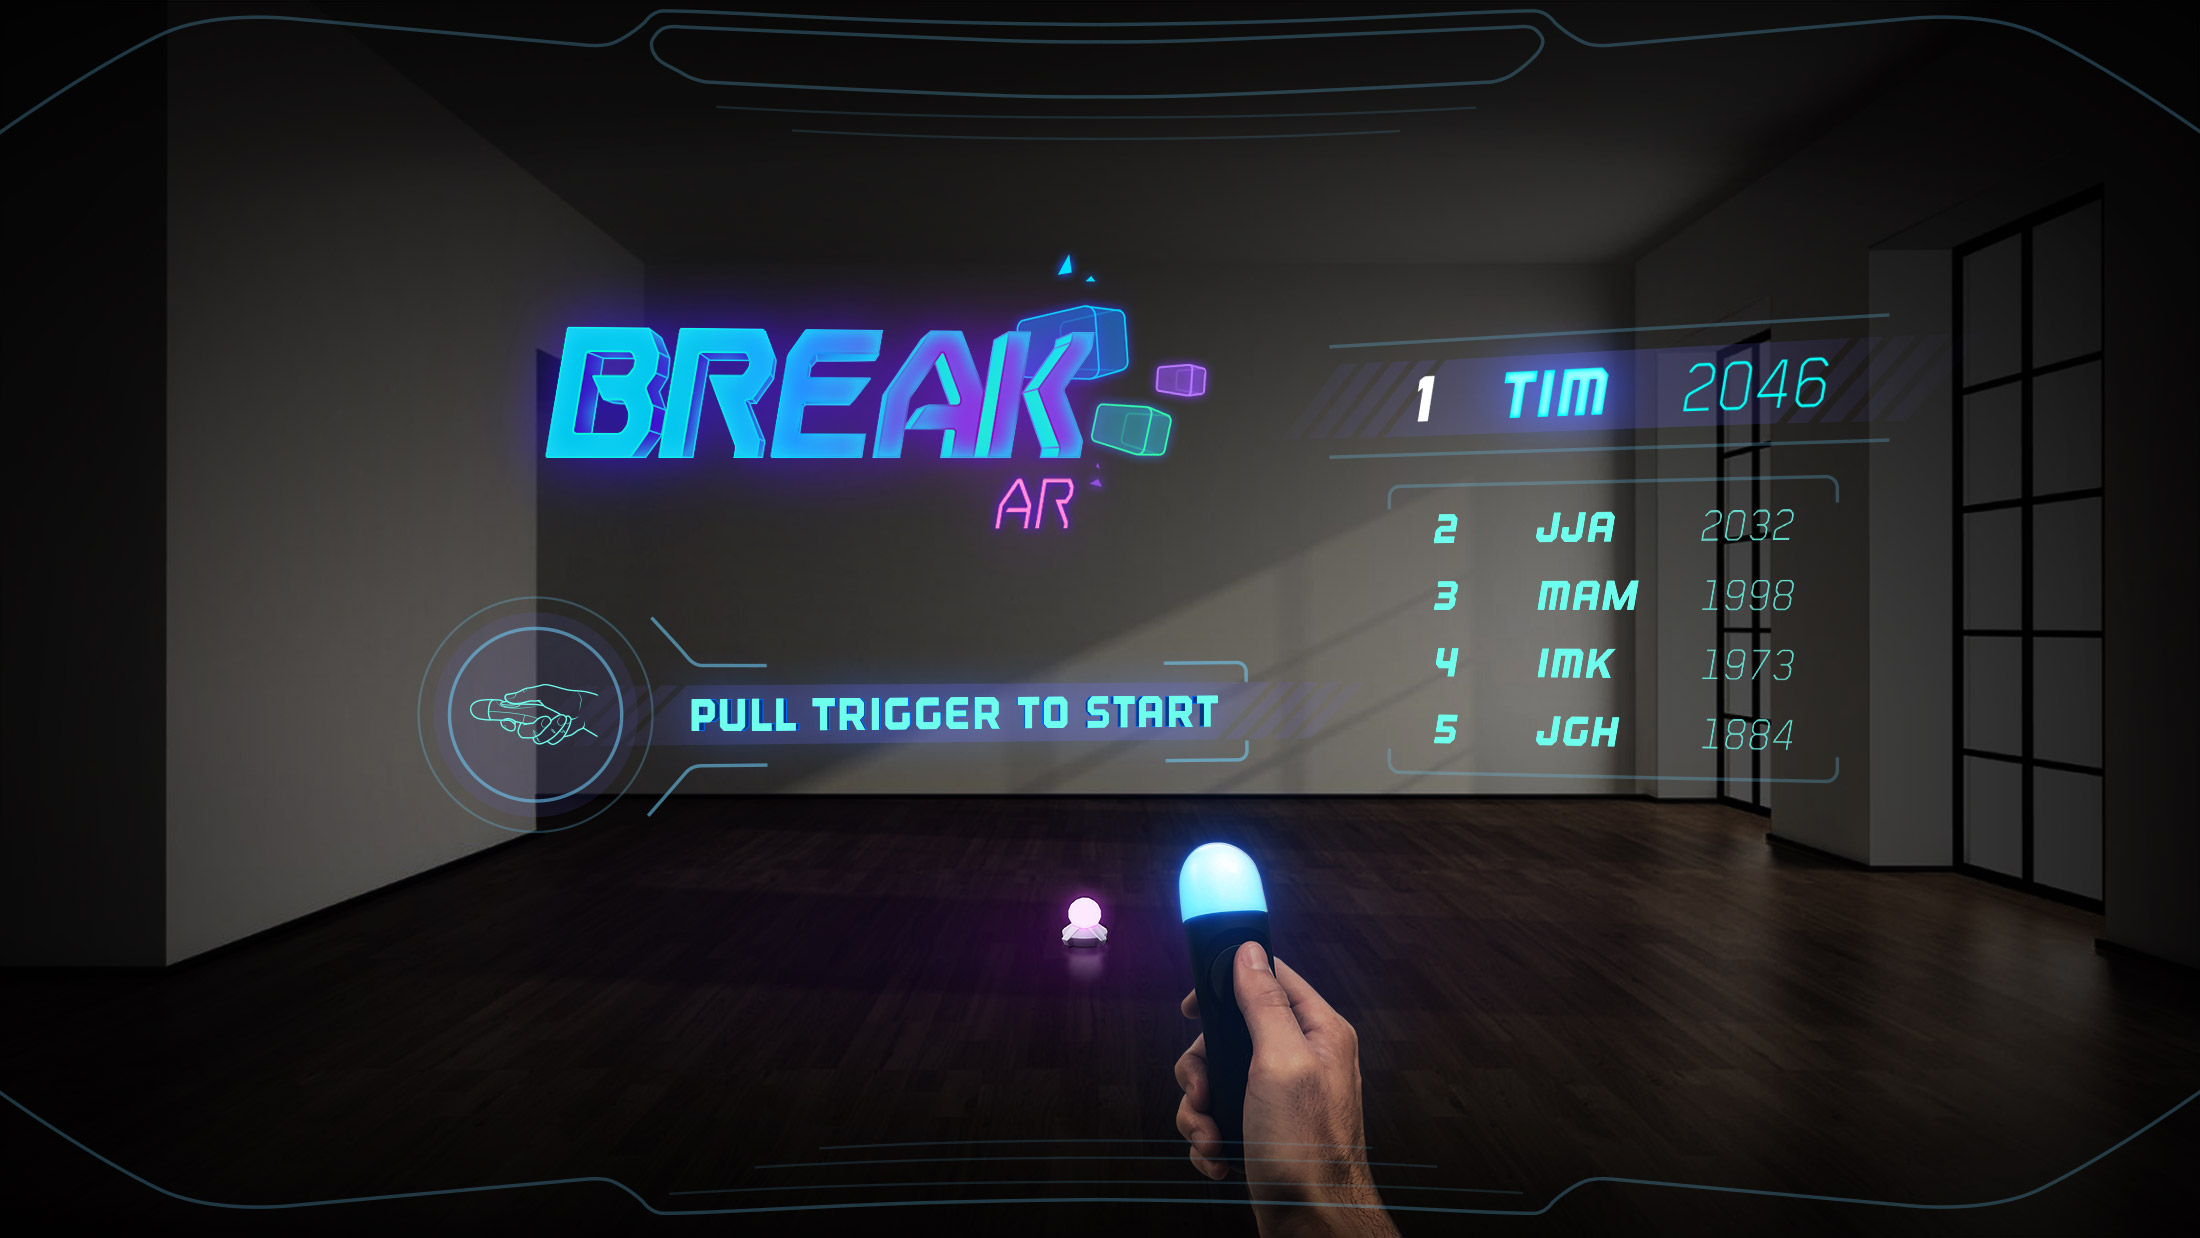 BREAK
AR
PULL TRIGGER TO START
1 TIM 2046
2 JJA 2032
3 MAM 1998
4 IMK 1973
5 JGH 1884